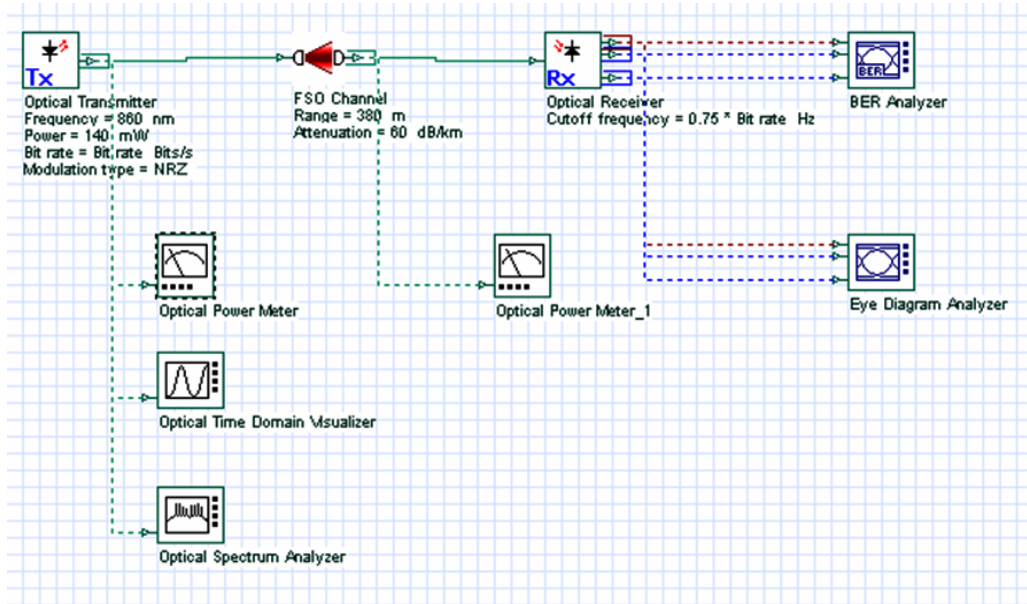 Tx
Optical Transmitter
Frequency = 860 nm
Power = 140 mW
Bit rate = Bit rate Bits/s
Modulation type = NRZ
FSO Channel
Range = 380 m
Attenuation = 60 dB/km
Rx
Optical Receiver
Cutoff frequency = 0.75 * Bit rate Hz
BER
BER Analyzer
Optical Power Meter
Optical Power Meter_1
Eye Diagram Analyzer
Optical Time Domain Visualizer
Optical Spectrum Analyzer